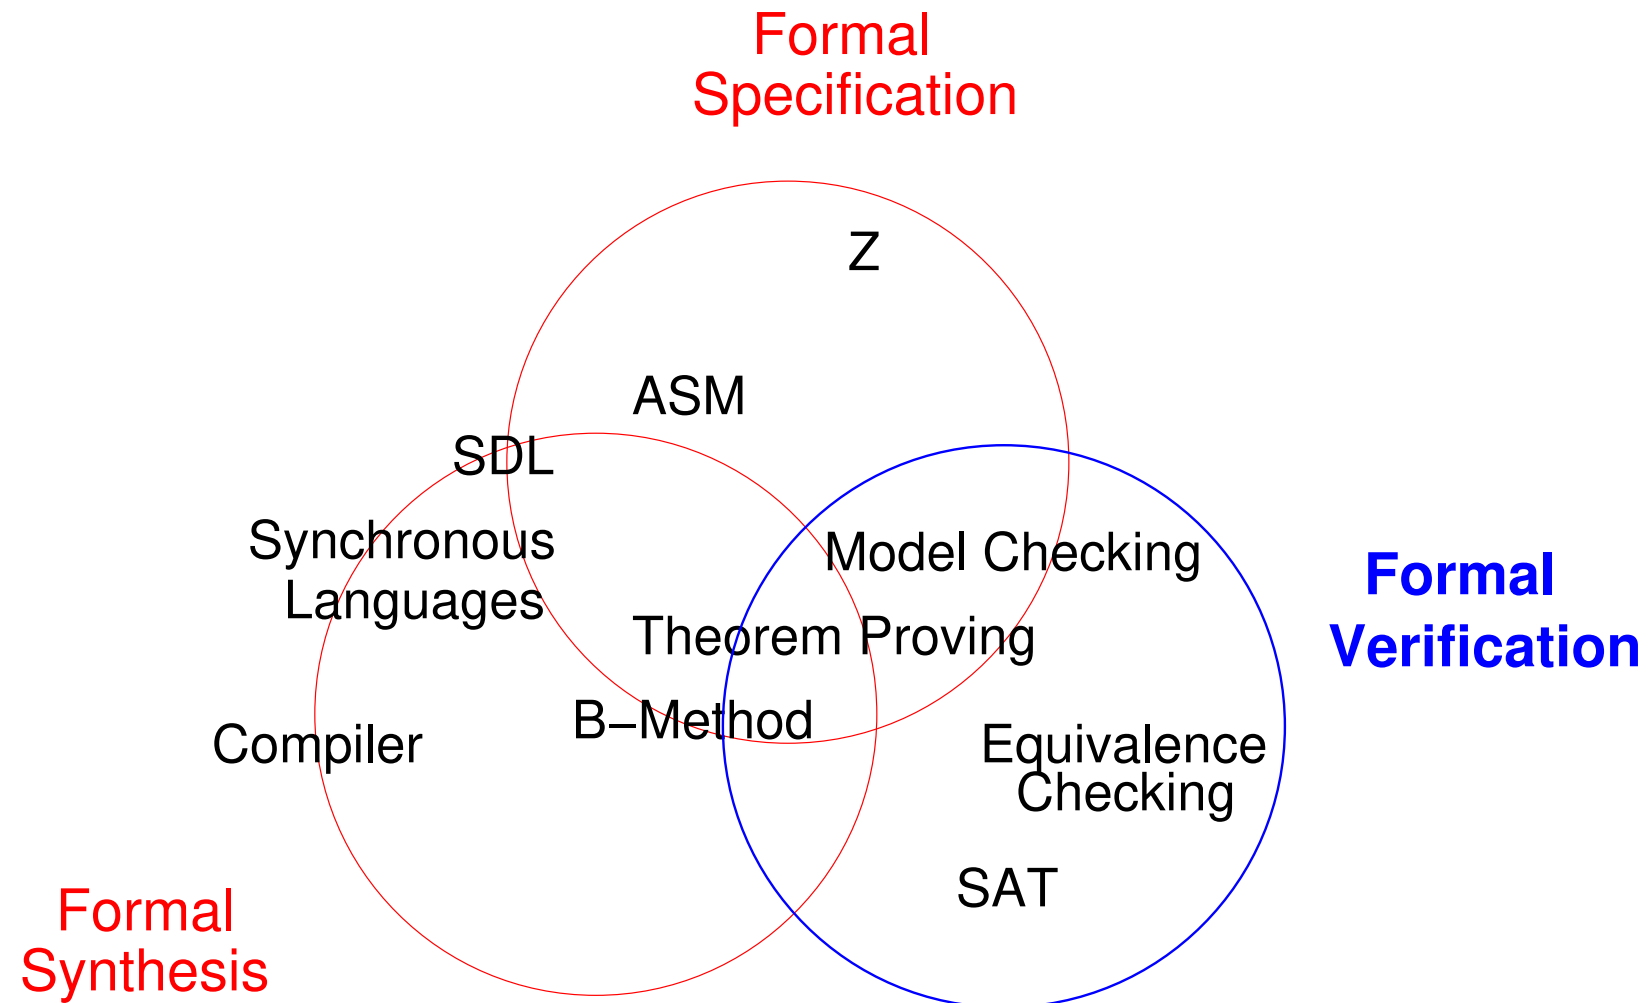 Formal
Specification
Z
ASM
SDL
Synchronous
Languages
Model Checking
Formal
Verification
Theorem Proving
B–Method
Compiler
Equivalence
Checking
SAT
Formal
Synthesis